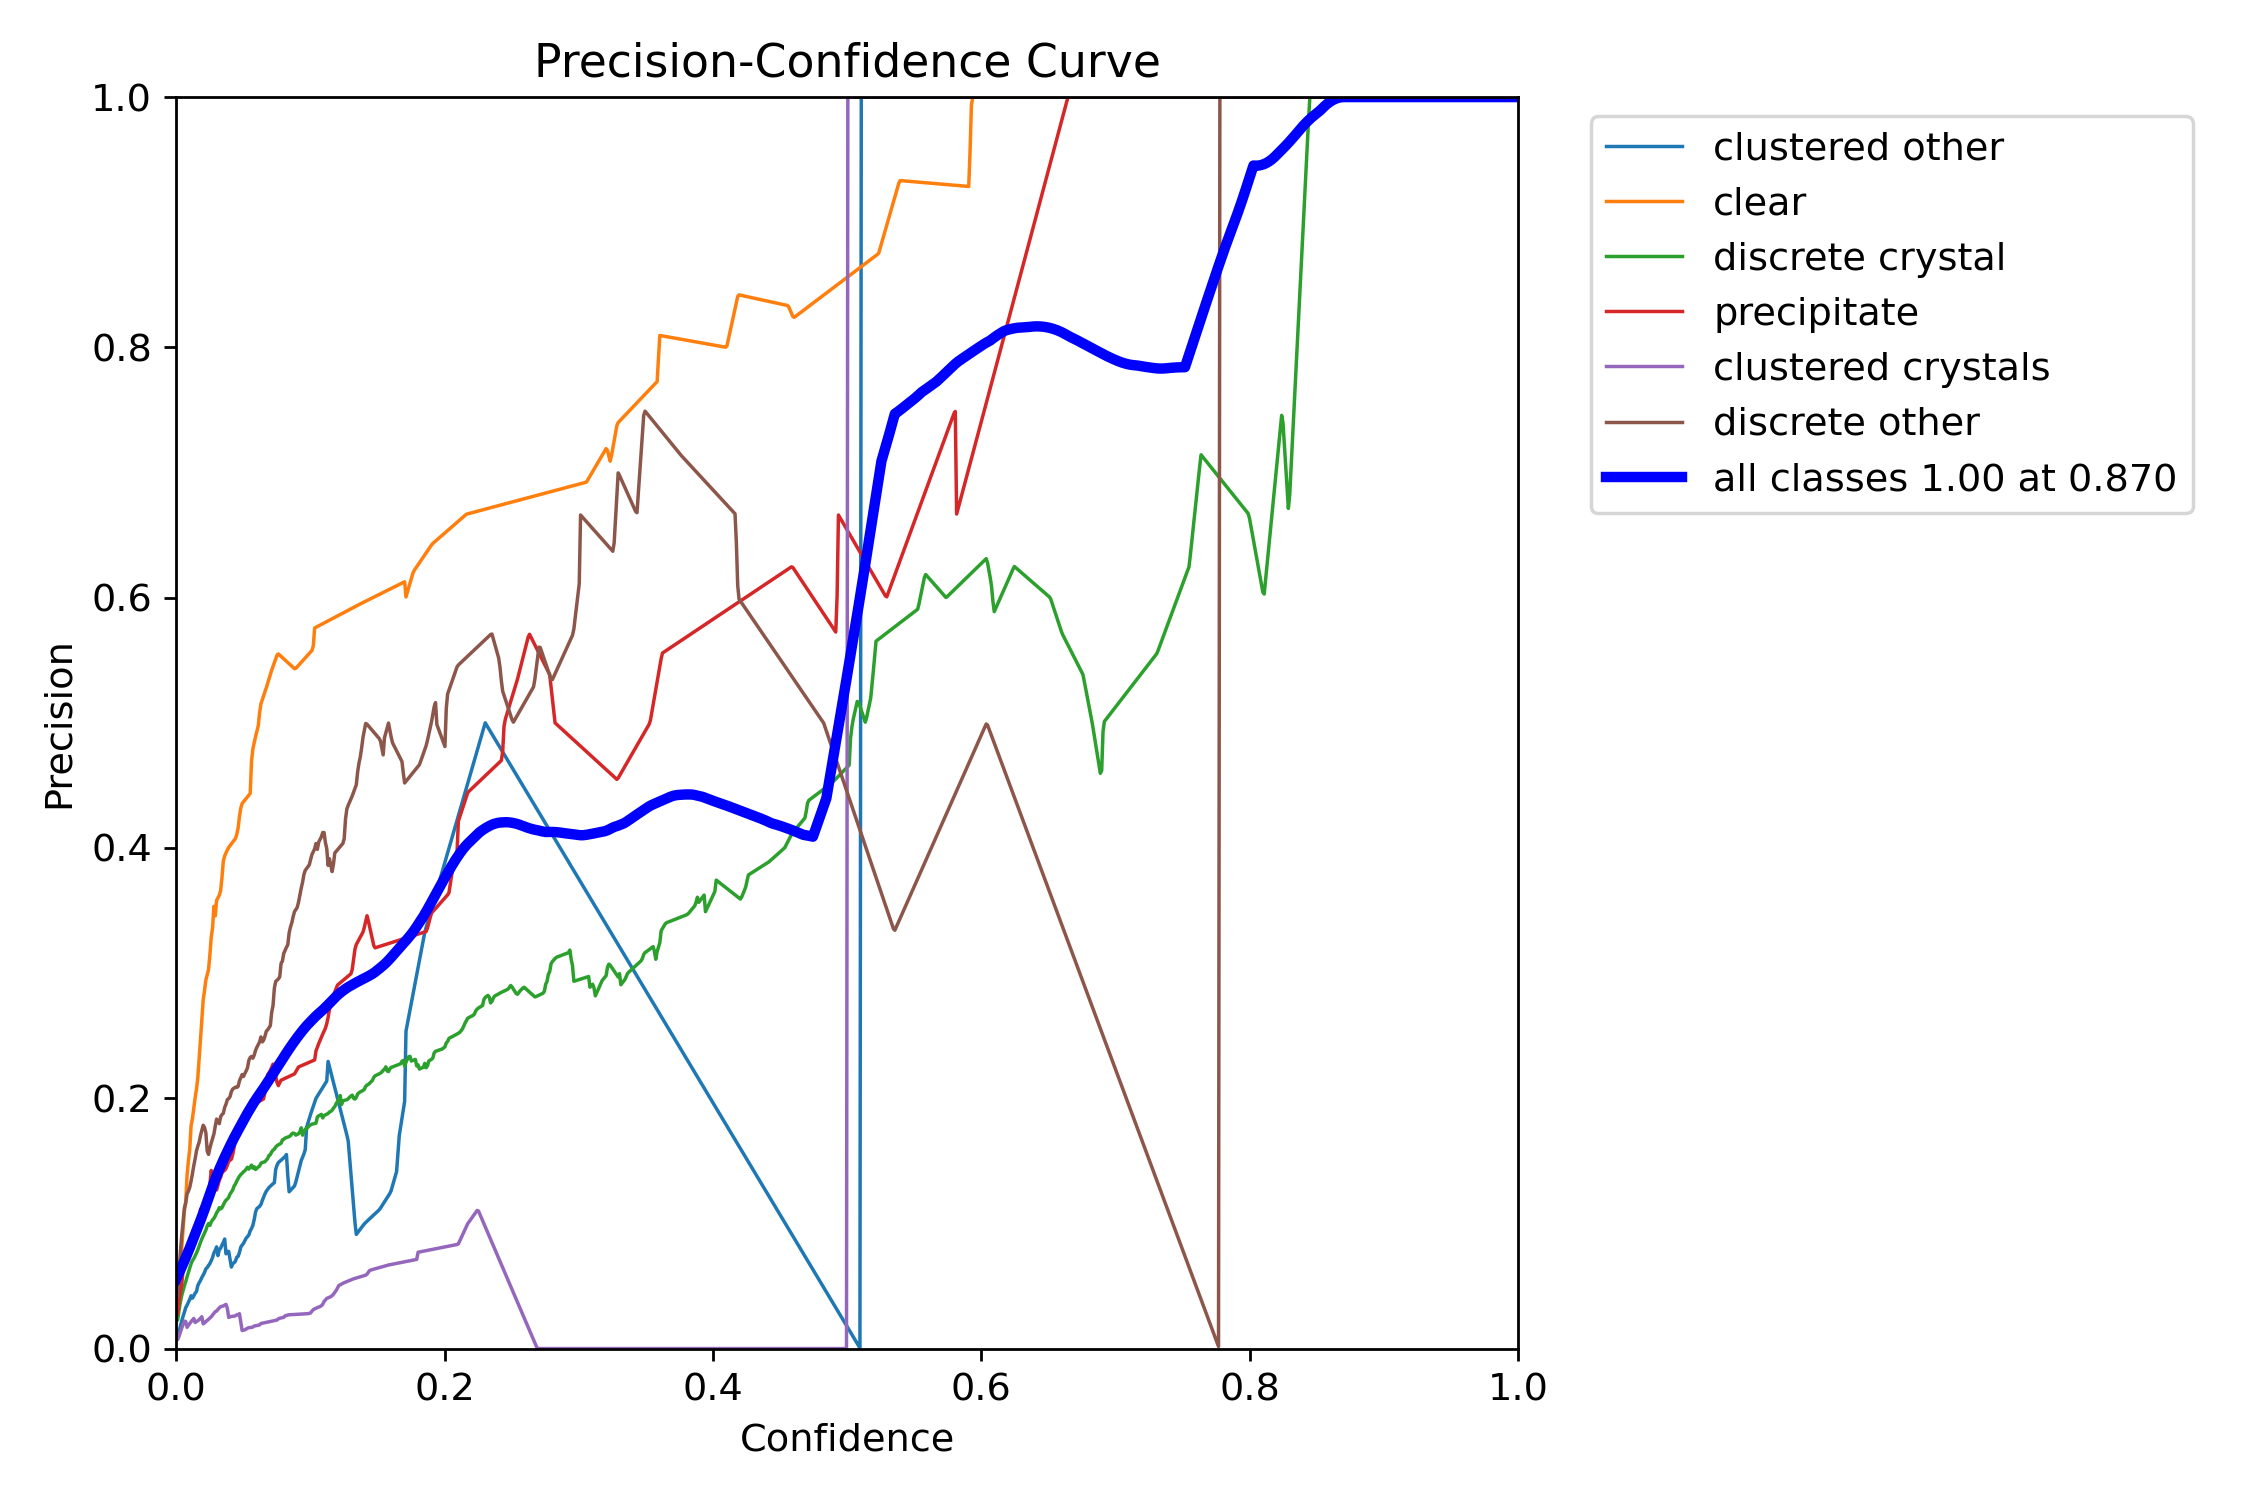 Precision-Confidence Curve
1.0
0.8
0.6
0.4
0.2
0.0
Precision
0.0 0.2 0.4 0.6 0.8 1.0
Confidence
clustered other
clear
discrete crystal
precipitate
clustered crystals
discrete other
all classes 1.00 at 0.870